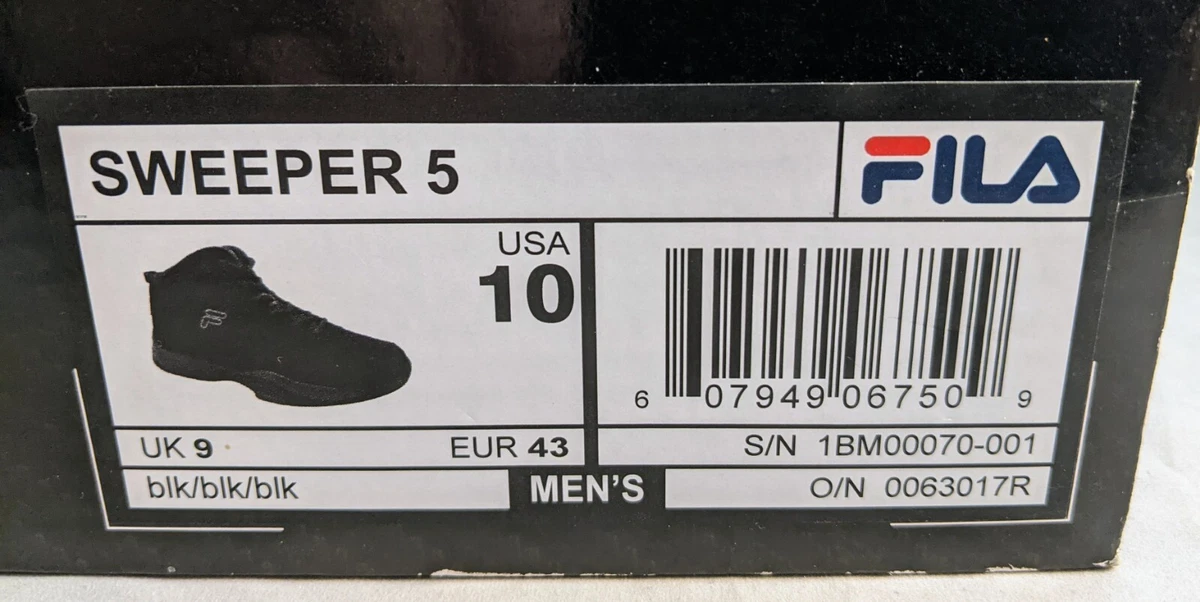 SWEEPER 5
FILA
USA
10
6 07949 06750 9
UK 9
EUR 43
S/N 1BM00070-001
blk/blk/blk
MEN'S
O/N 0063017R